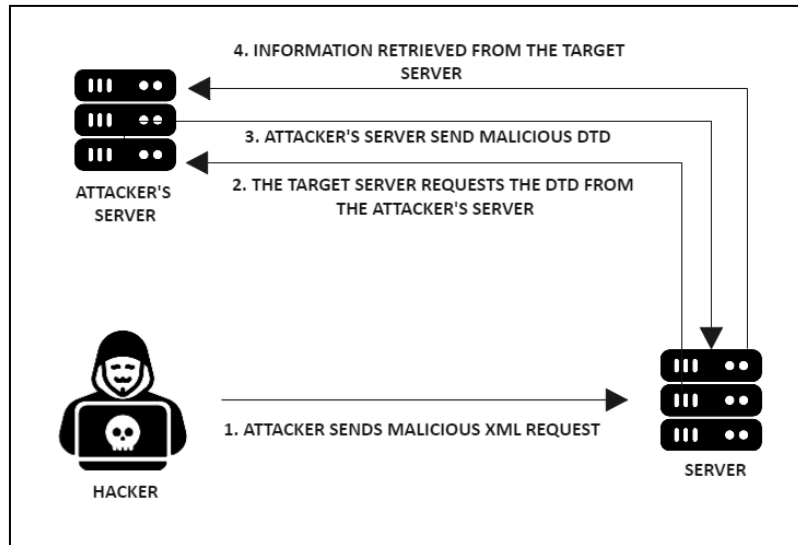 4. INFORMATION RETRIEVED FROM THE TARGET
SERVER
3. ATTACKER'S SERVER SEND MALICIOUS DTD
2. THE TARGET SERVER REQUESTS THE DTD FROM
THE ATTACKER'S SERVER
ATTACKER'S
SERVER
1. ATTACKER SENDS MALICIOUS XML REQUEST
HACKER
SERVER